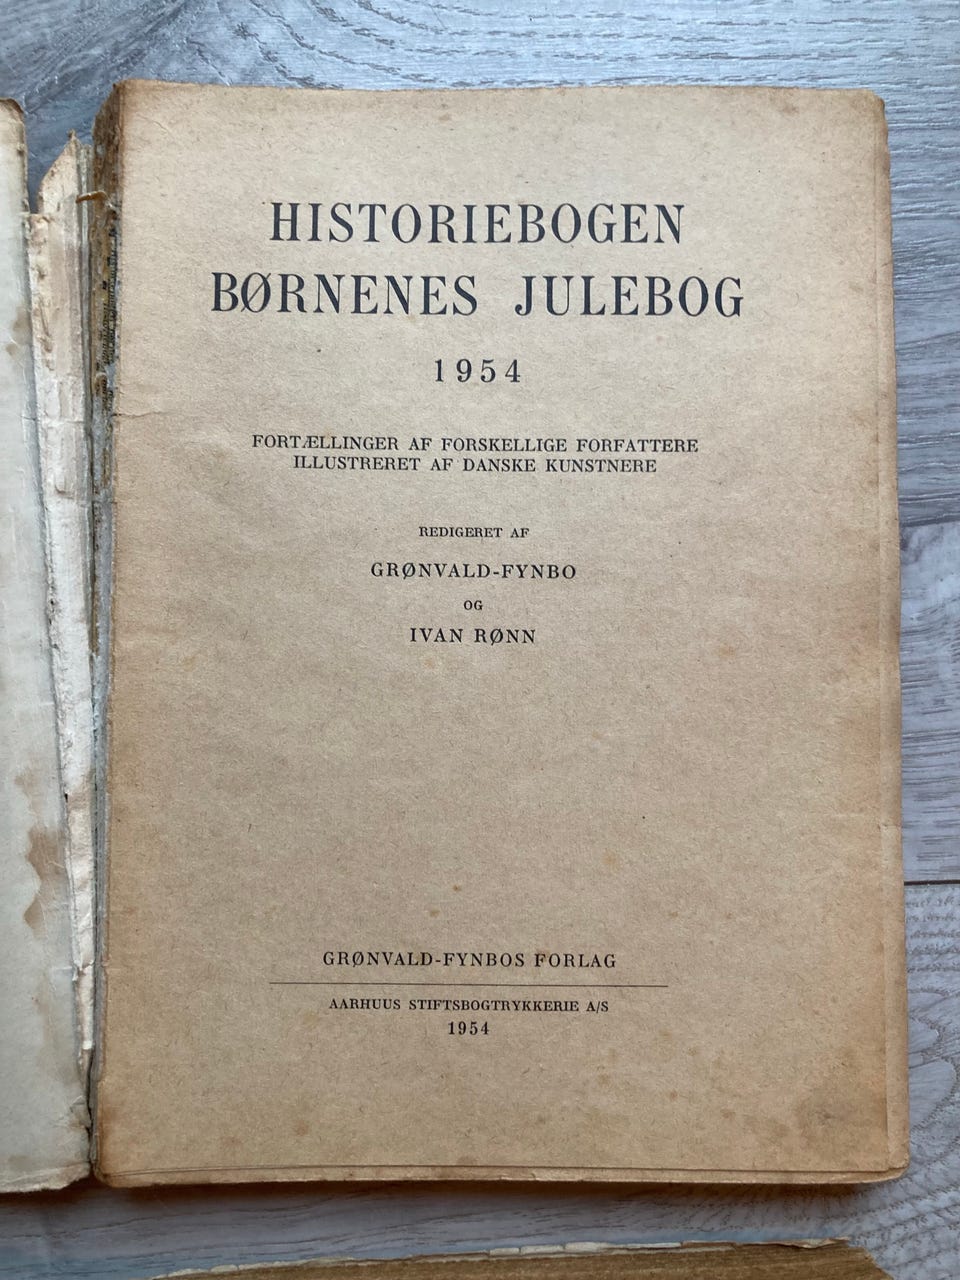 HISTORIEBOGEN
BØRNENES JULEBOG
1954
FORTÆLLINGER AF FORSKELLIGE FORFATTERE
ILLUSTRERET AF DANSKE KUNSTNERE
REDIGERET AF
GRØNVALD-FYNBO
OG
IVAN RØNN
GRØNVALD-FYNBOS FORLAG
AARHUUS STIFTSBOGTRYKKERIE A/S
1954